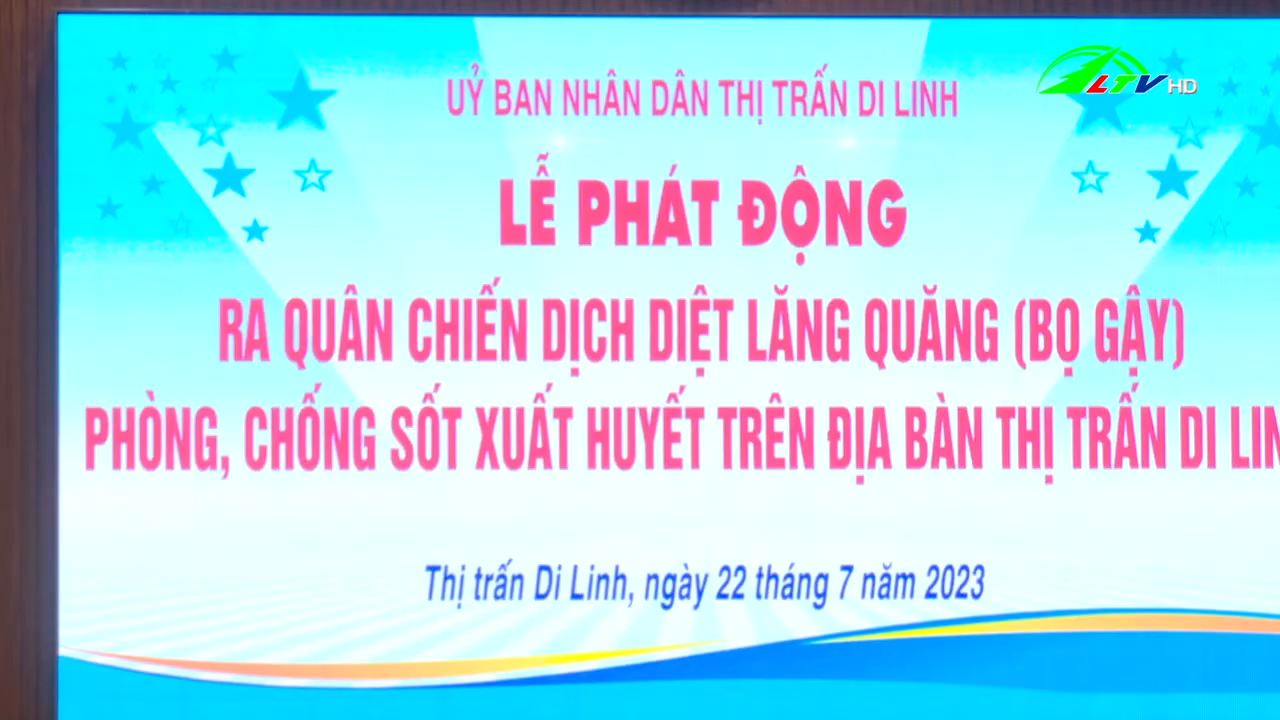 UỶ BAN NHÂN DÂN THỊ TRẤN DI LINH
LTV HD
LỄ PHÁT ĐỘNG
RA QUÂN CHIẾN DỊCH DIỆT LĂNG QUĂNG (BỌ GẬY)
PHÒNG, CHỐNG SỐT XUẤT HUYẾT TRÊN ĐỊA BÀN THỊ TRẤN DI LIN
Thị trấn Di Linh, ngày 22 tháng 7 năm 2023